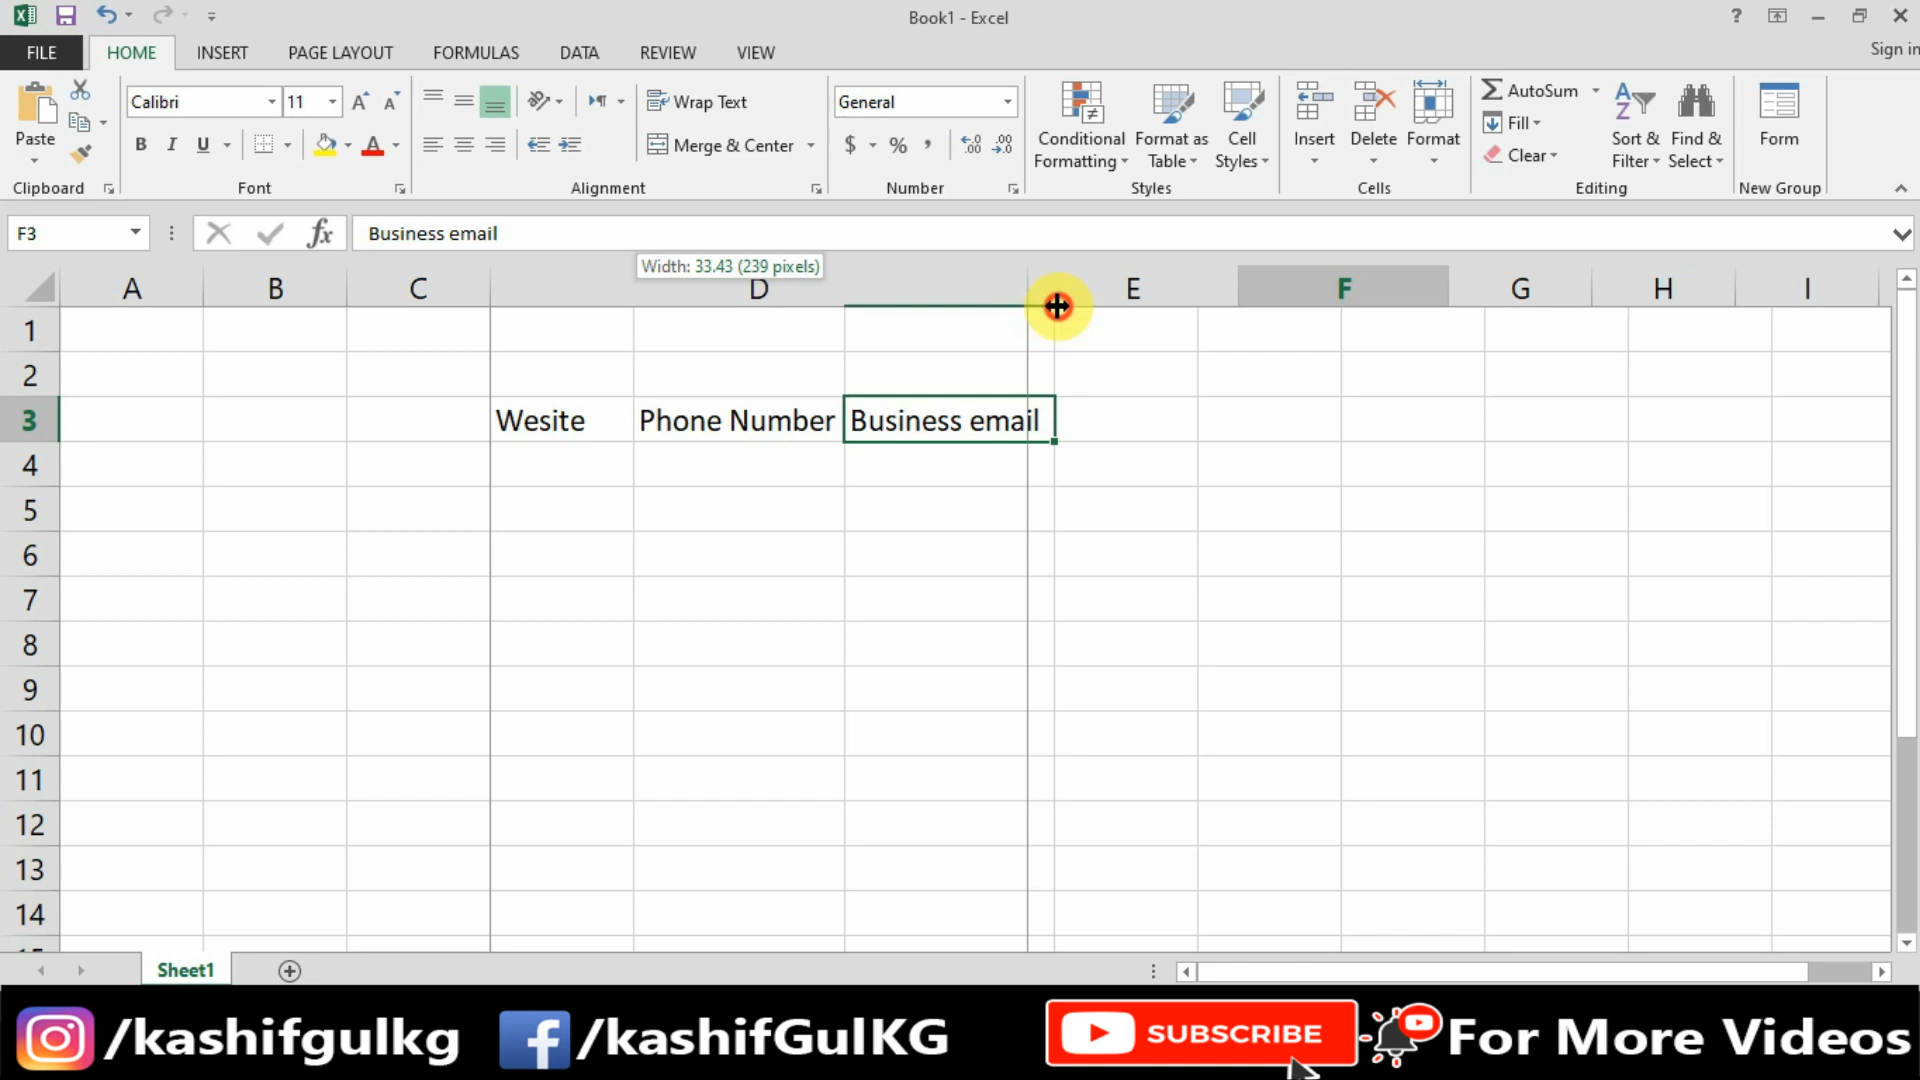 Book1 - Excel
?
Sign in
FILE HOME INSERT PAGE LAYOUT FORMULAS DATA REVIEW VIEW
Paste
Clipboard
Calibri 11
B I U
Font
Wrap Text
Merge & Center
Alignment
General
$ % ,
Number
Conditional Formatting
Format as Table
Cell Styles
Styles
Insert
Delete
Format
Cells
AutoSum
Fill
Clear
Sort & Filter
Find & Select
Editing
Form
New Group
F3 fx Business email
Width: 33.43 (239 pixels)
A B C D E F G H I
1
2
3 Wesite Phone Number Business email
4
5
6
7
8
9
10
11
12
13
14
Sheet1
/kashifgulkg /kashifGulKG SUBSCRIBE For More Videos